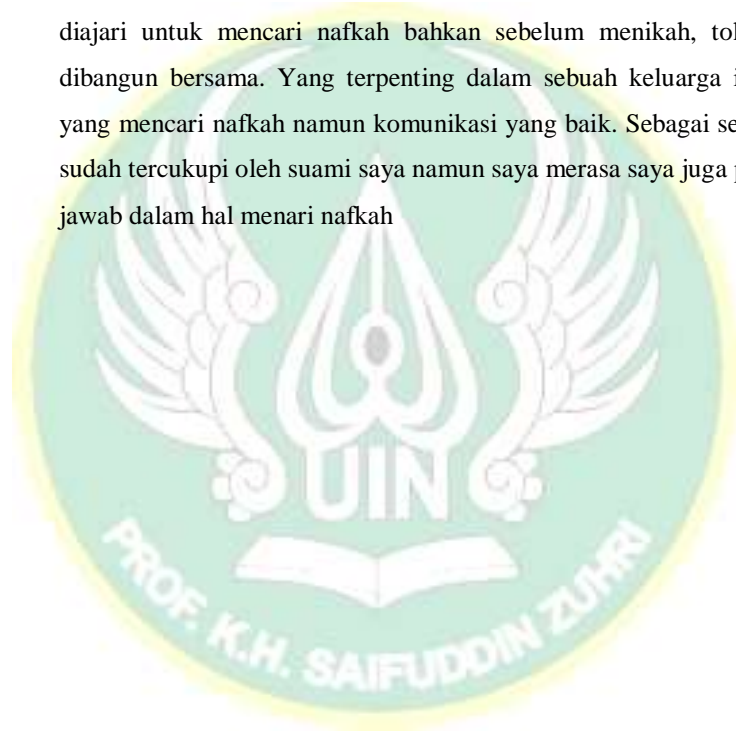 diajari untuk mencari nafkah bahkan sebelum menikah,
dibangun bersama. Yang terpenting dalam sebuah keluarga
yang mencari nafkah namun komunikasi yang baik. Sebagai
sudah tercukupi oleh suami saya namun saya merasa saya juga
jawab dalam hal menari nafkah
UIN
PROF. K.H. SAIFUDDIN ZUHRI